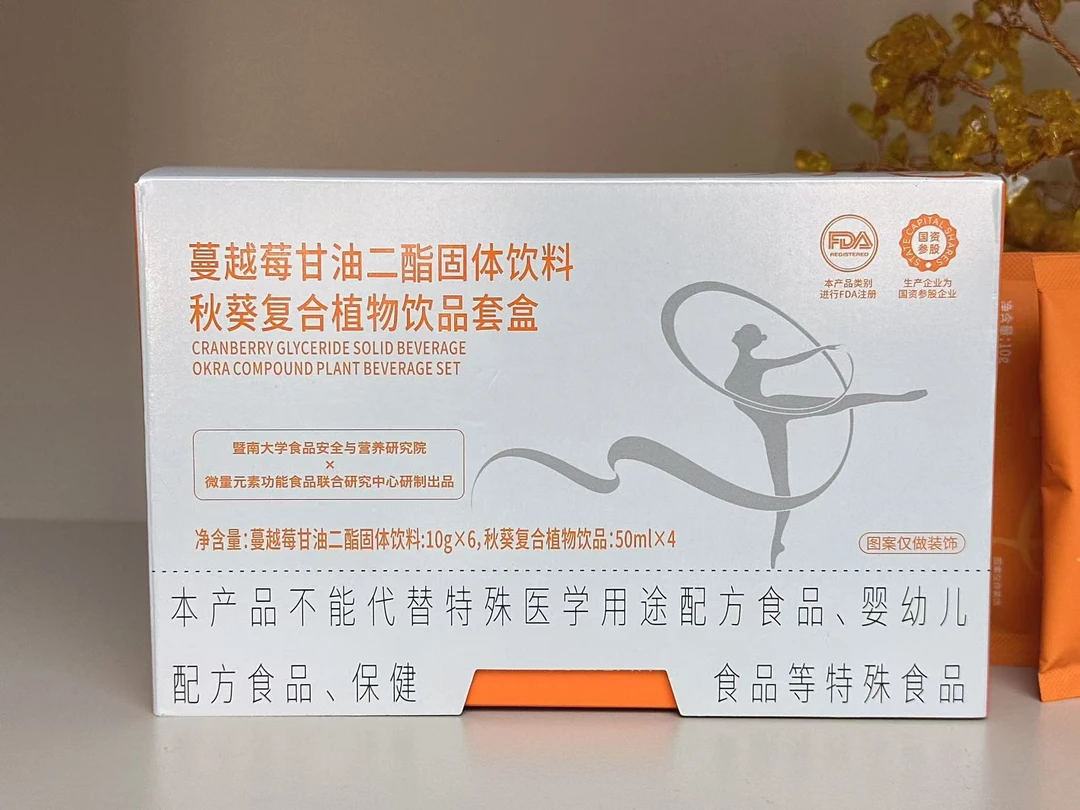 蔓越莓甘油二酯固体饮料
秋葵复合植物饮品套盒
CRANBERRY GLYCERIDE SOLID BEVERAGE
OKRA COMPOUND PLANT BEVERAGE SET
FDA
REGISTERED
本产品类别
进行FDA注册
STATE CAPITAL SHARES
国资
参股
生产企业为
国资参股企业
暨南大学食品安全与营养研究院
×
微量元素功能食品联合研究中心研制出品
净含量:蔓越莓甘油二酯固体饮料:10g×6,秋葵复合植物饮品:50ml×4
图案仅做装饰
本产品不能代替特殊医学用途配方食品、婴幼儿
配方食品、保健 食品等特殊食品
净含量:10g